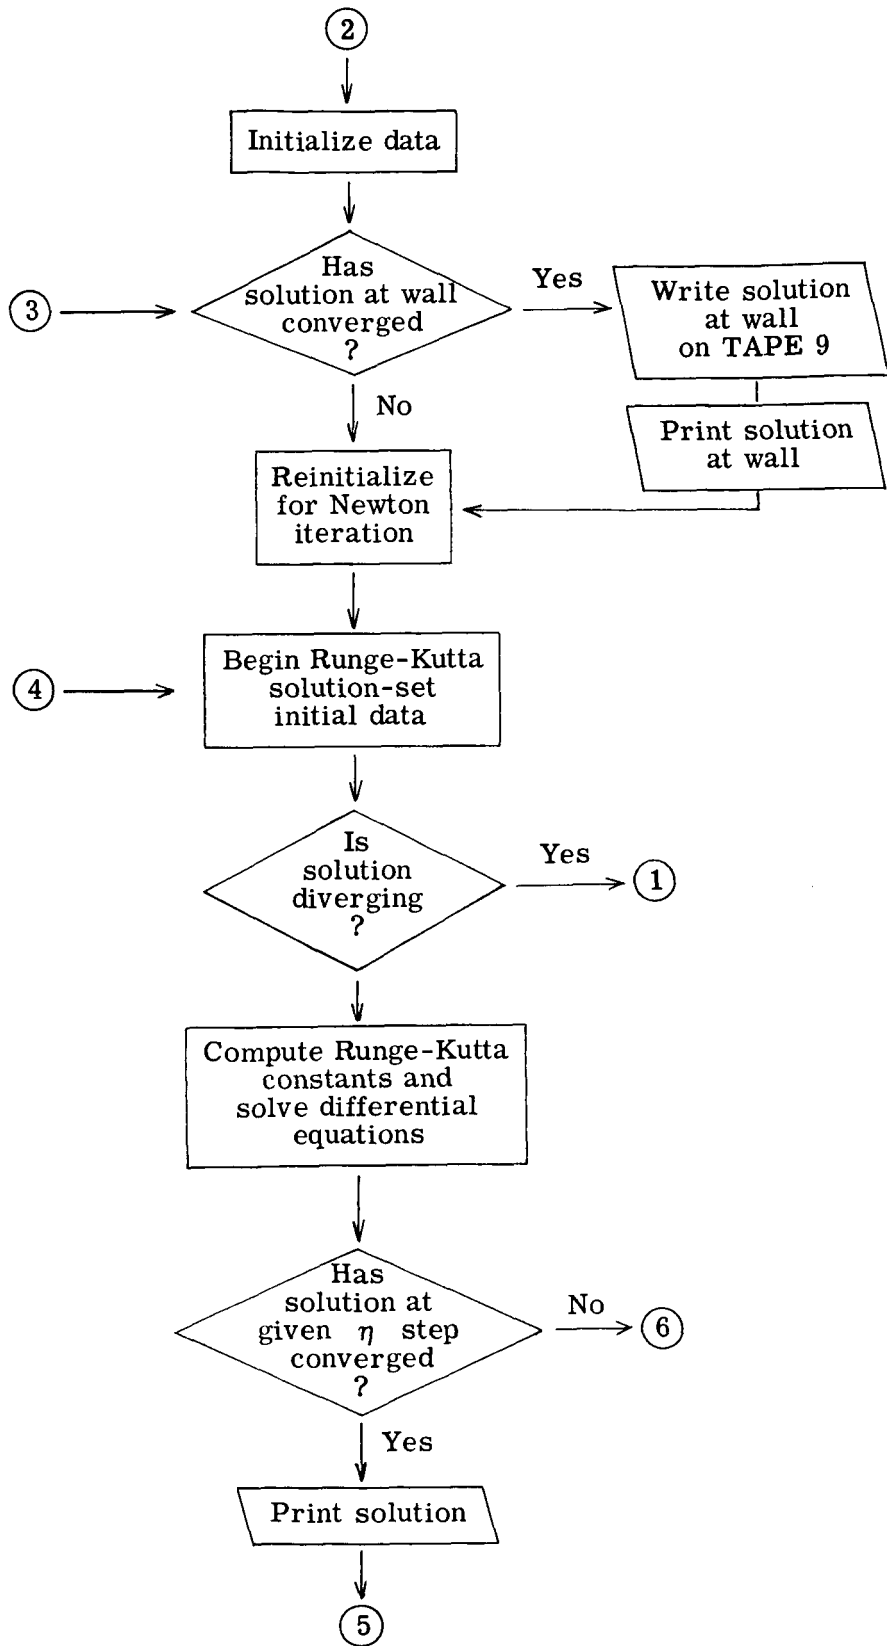 2
Initialize data
Has
solution at wall
converged
?
3
Yes
Write solution
at wall
on TAPE 9
Print solution
at wall
No
Reinitialize
for Newton
iteration
4
Begin Runge-Kutta
solution-set
initial data
Is
solution
diverging
?
Yes
1
Compute Runge-Kutta
constants and
solve differential
equations
Has
solution at
given η step
converged
?
No
6
Yes
Print solution
5